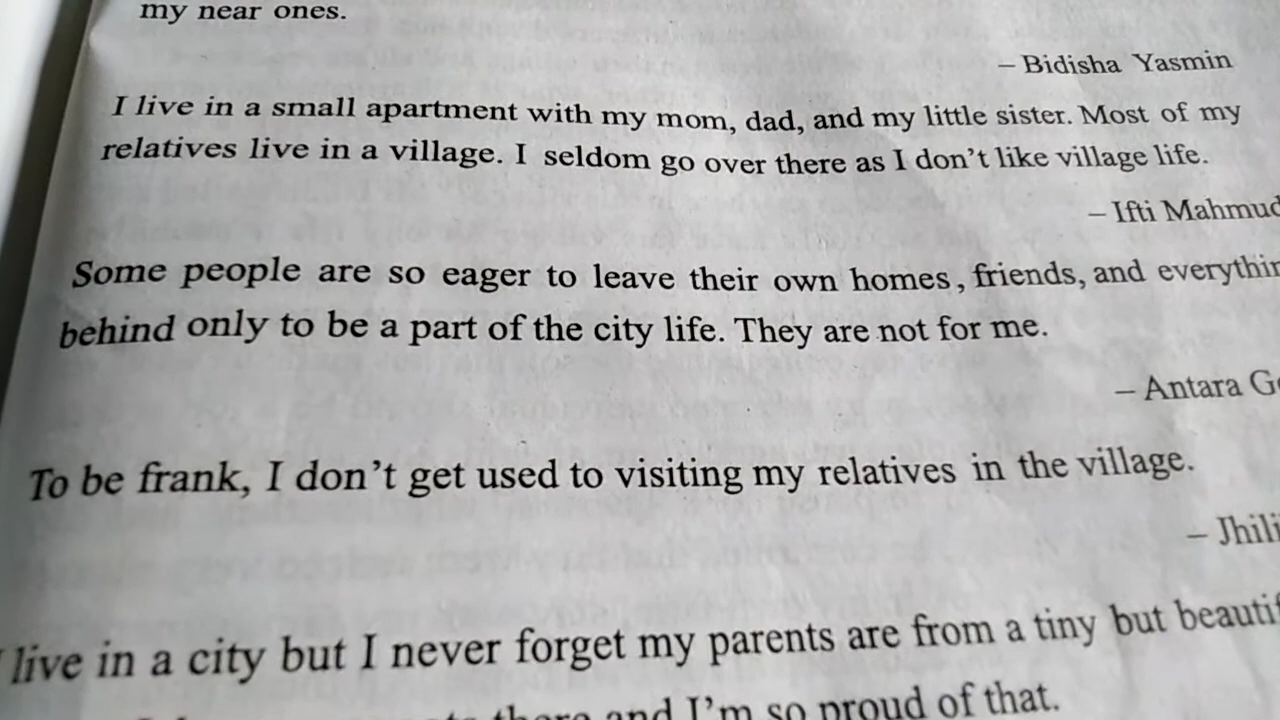 my near ones.
– Bidisha Yasmin
I live in a small apartment with my mom, dad, and my little sister. Most of my
relatives live in a village. I seldom go over there as I don't like village life.
– Ifti Mahmud
Some people are so eager to leave their own homes, friends, and
behind only to be a part of the city life. They are not for me.
– Antara
To be frank, I don't get used to visiting my relatives in the village.
–
live in a city but I never forget my parents are from a tiny but
there and I'm so proud of that.